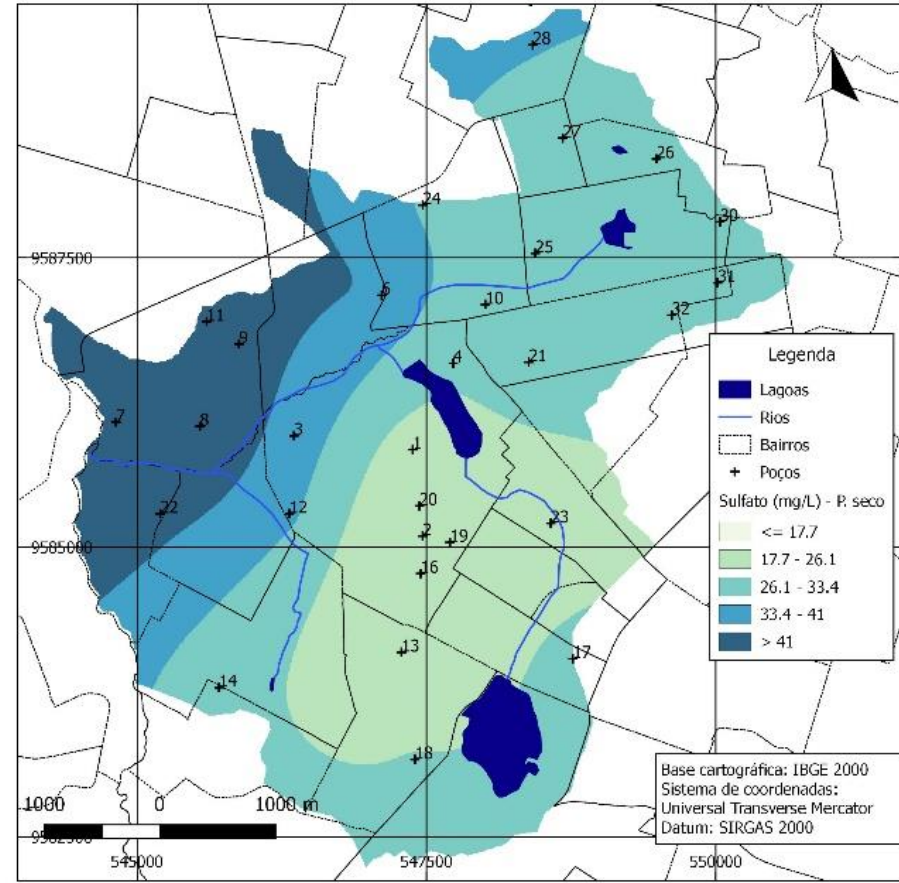 28
27
26
24
30
9587500
25
31
6
10
32
11
9
4
21
7
8
3
1
22
12
20
23
2
19
9585000
16
13
17
14
18
Legenda
Lagoas
Rios
Bairros
Poços
Sulfato (mg/L) - P. seco
<= 17.7
17.7 - 26.1
26.1 - 33.4
33.4 - 41
> 41
Base cartográfica: IBGE 2000
Sistema de coordenadas:
Universal Transverse Mercator
Datum: SIRGAS 2000
1000 0 1000 m
9582500
545000
547500
550000